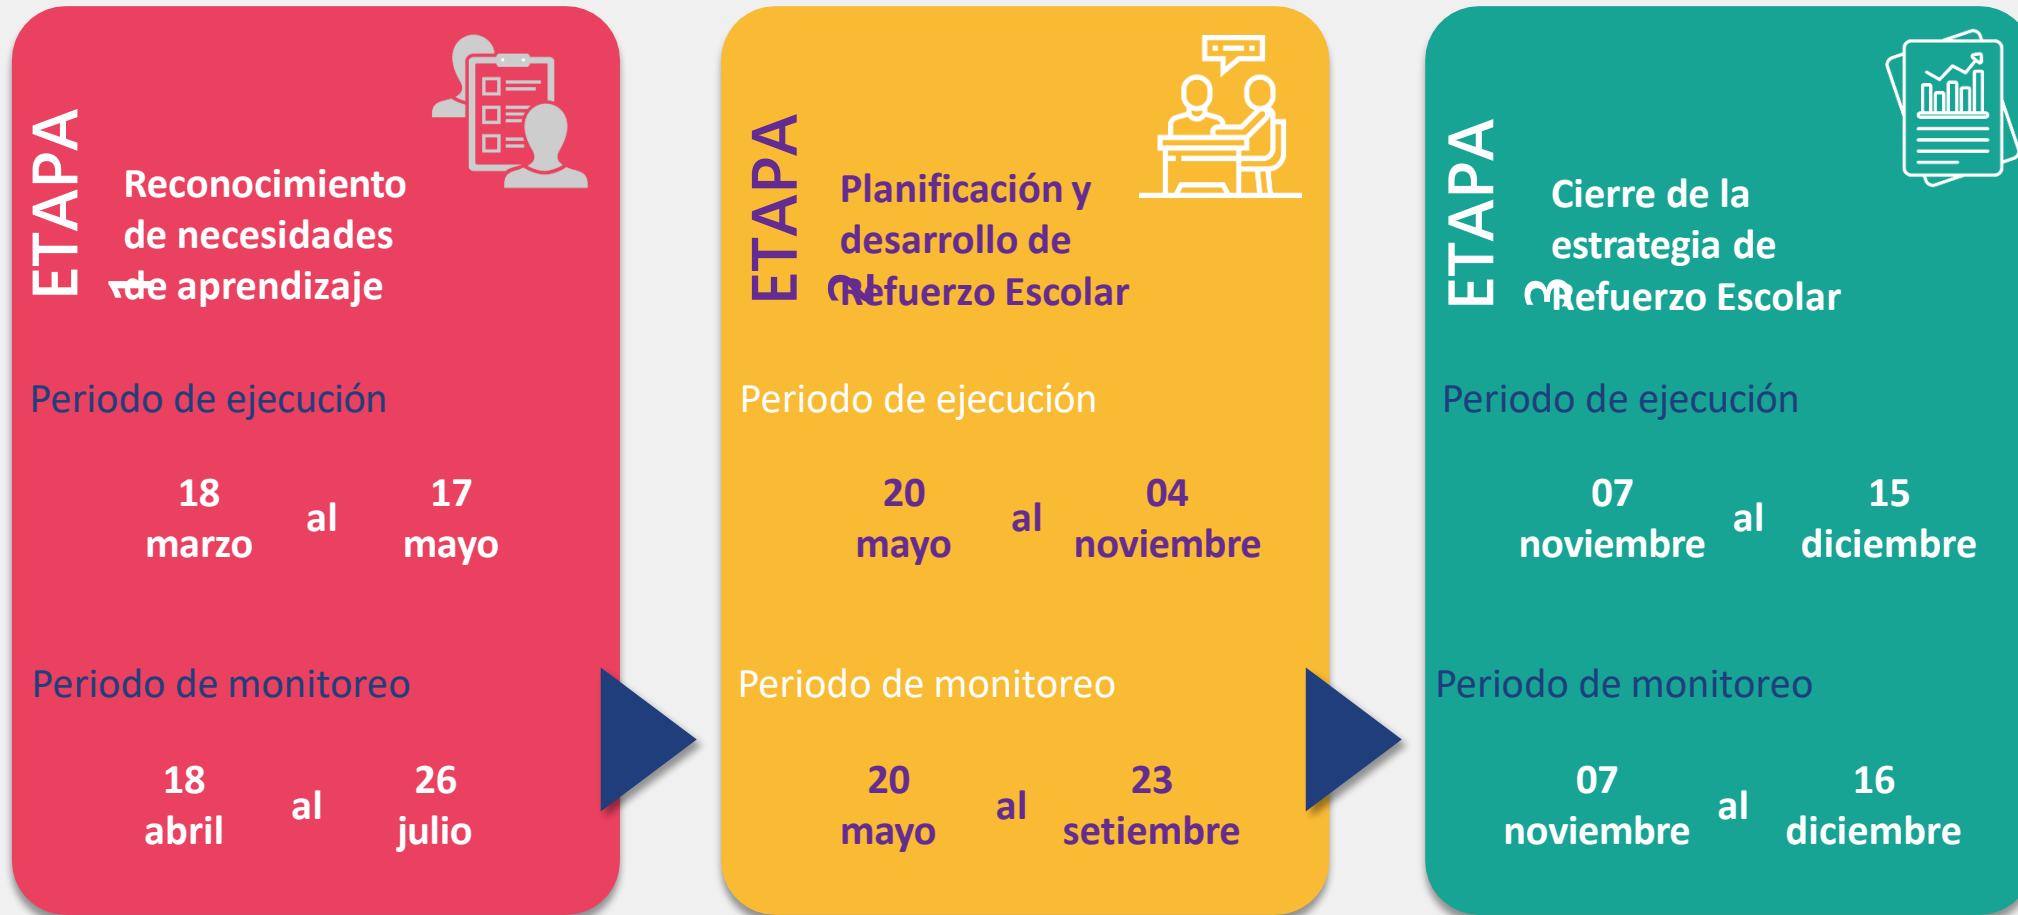 ETAPA
1
Reconocimiento
de necesidades
de aprendizaje
Periodo de ejecución
18
marzo
al
17
mayo
Periodo de monitoreo
18
abril
al
26
julio
ETAPA
2
Planificación y
desarrollo de
Refuerzo Escolar
Periodo de ejecución
20
mayo
al
04
noviembre
Periodo de monitoreo
20
mayo
al
23
setiembre
ETAPA
3
Cierre de la
estrategia de
Refuerzo Escolar
Periodo de ejecución
07
noviembre
al
15
diciembre
Periodo de monitoreo
07
noviembre
al
16
diciembre